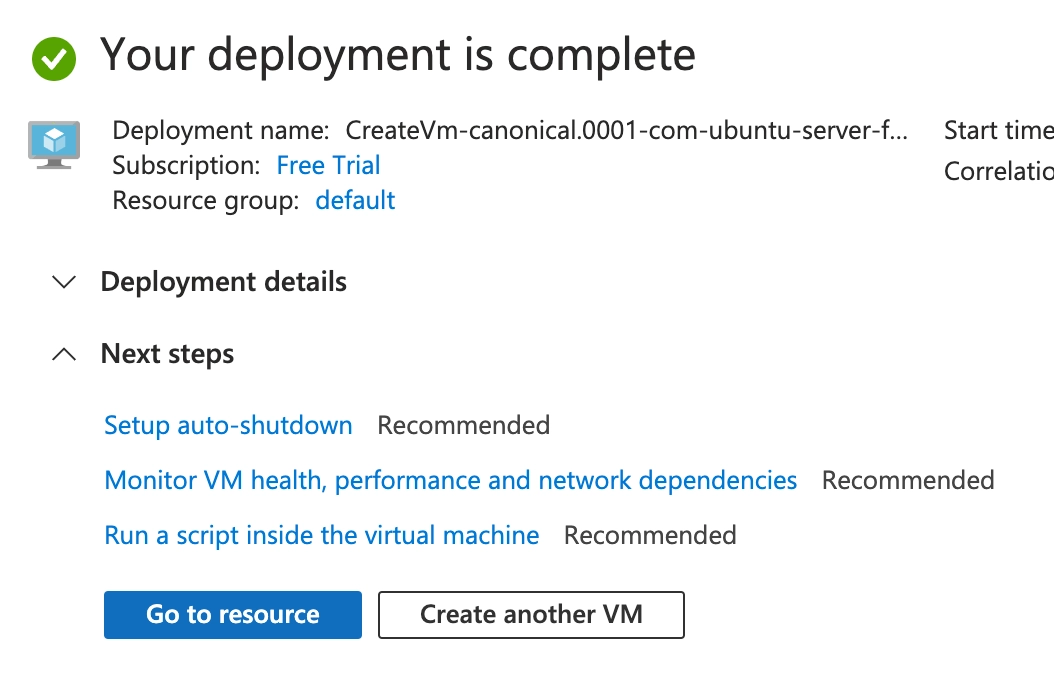 Your deployment is complete
Deployment name: CreateVm-canonical.0001-com-ubuntu-server-f... Start time
Subscription: Free Trial Correlatio
Resource group: default
Deployment details
Next steps
Setup auto-shutdown Recommended
Monitor VM health, performance and network dependencies Recommended
Run a script inside the virtual machine Recommended
Go to resource Create another VM